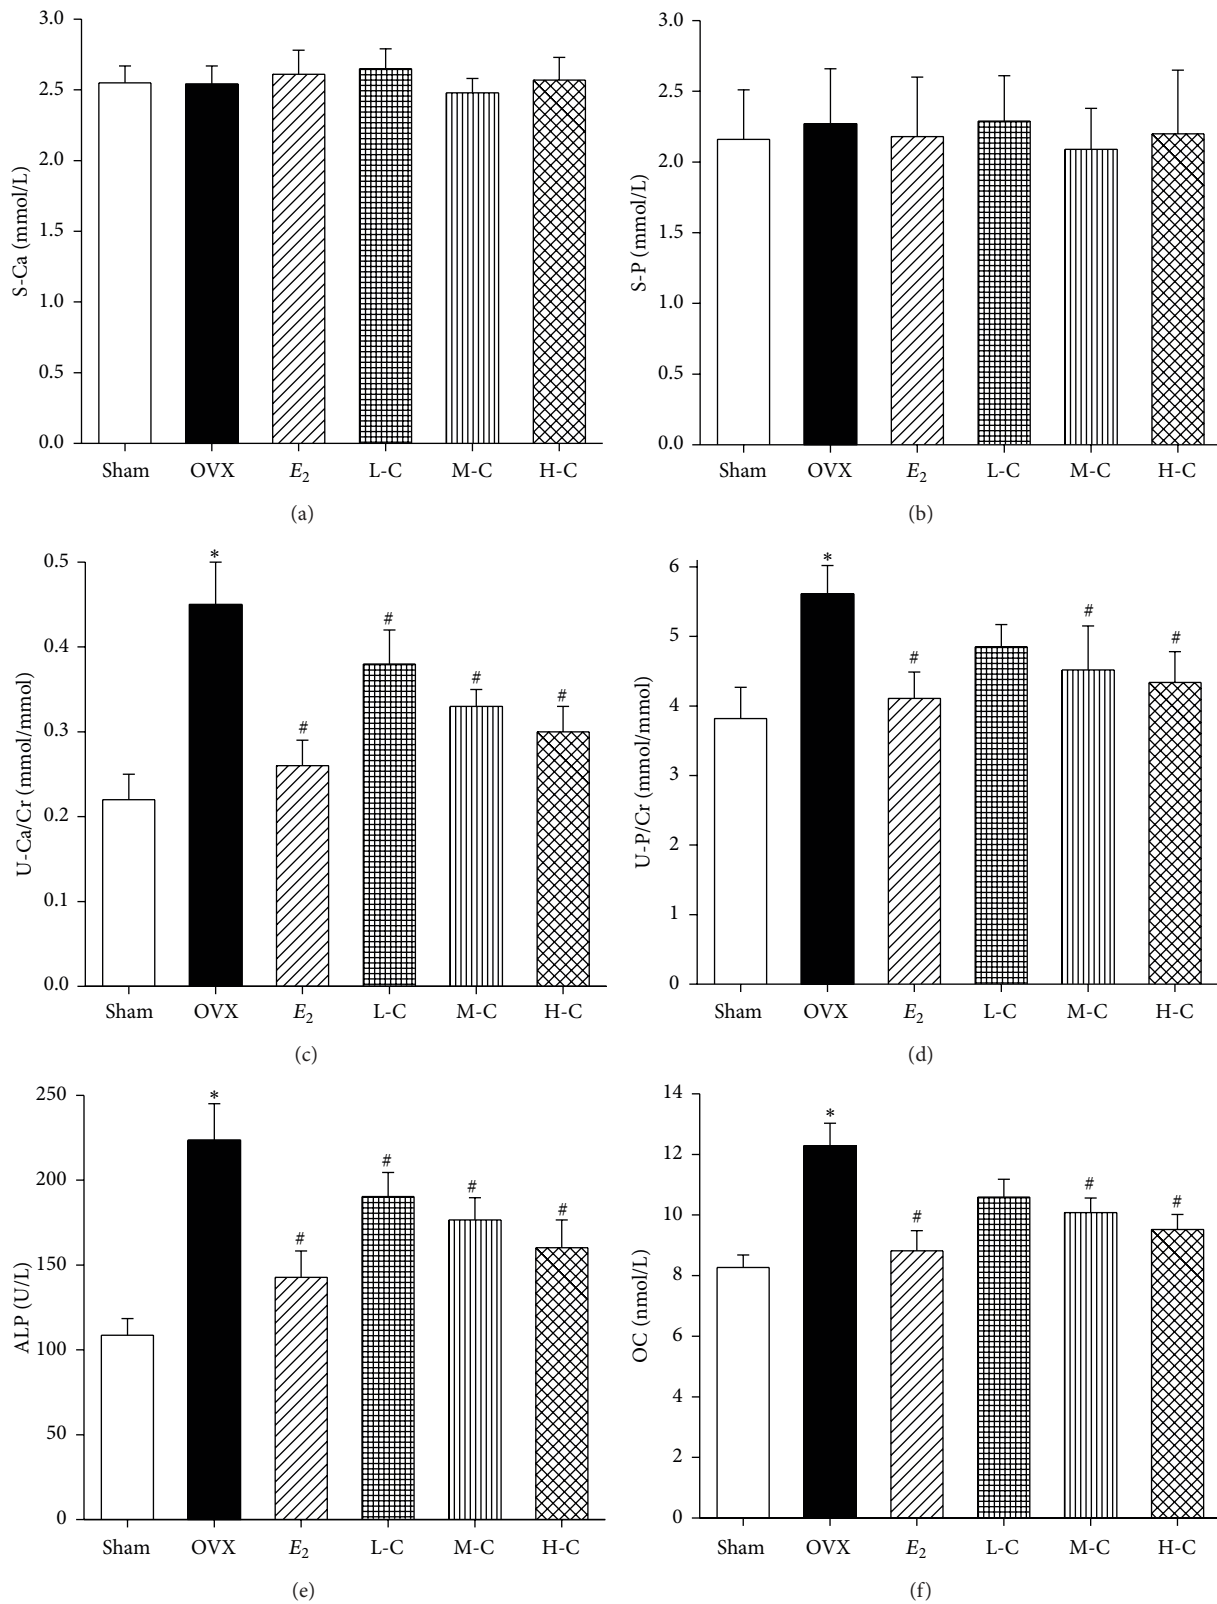 S-Ca (mmol/L)
3.0
2.5
2.0
1.5
1.0
0.5
0.0
Sham OVX E₂ L-C M-C H-C
(a)
S-P (mmol/L)
3.0
2.5
2.0
1.5
1.0
0.5
0.0
Sham OVX E₂ L-C M-C H-C
(b)
U-Ca/Cr (mmol/mmol)
0.5
0.4
0.3
0.2
0.1
0.0
* # # # #
Sham OVX E₂ L-C M-C H-C
(c)
U-P/Cr (mmol/mmol)
6
5
4
3
2
1
0
* # # #
Sham OVX E₂ L-C M-C H-C
(d)
ALP (U/L)
250
200
150
100
50
0
* # # # #
Sham OVX E₂ L-C M-C H-C
(e)
OC (nmol/L)
14
12
10
8
6
4
2
0
* # # #
Sham OVX E₂ L-C M-C H-C
(f)